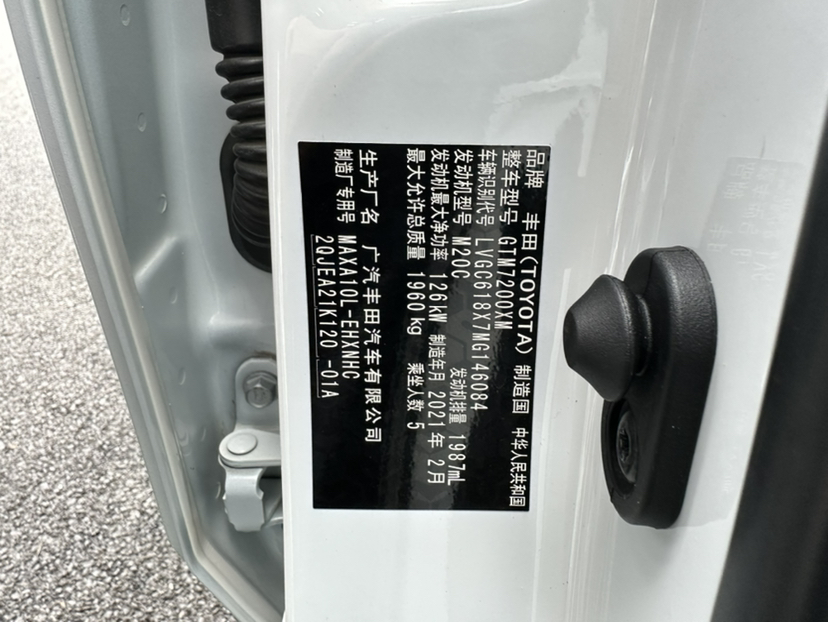 品牌 丰田(TOYOTA) 制造国 中华人民共和国
整车型号 GTM7200XM
车辆识别代号 LVGC618X7MG146084
发动机型号 M20C 发动机排量 1987mL
发动机最大净功率 126kW 制造年月 2021年 2月
最大允许总质量 1960kg 乘坐人数 5
生产厂名 广汽丰田汽车有限公司
制造厂专用号 MAXA10L-EHXNHC
2QJEA21K120 -01A